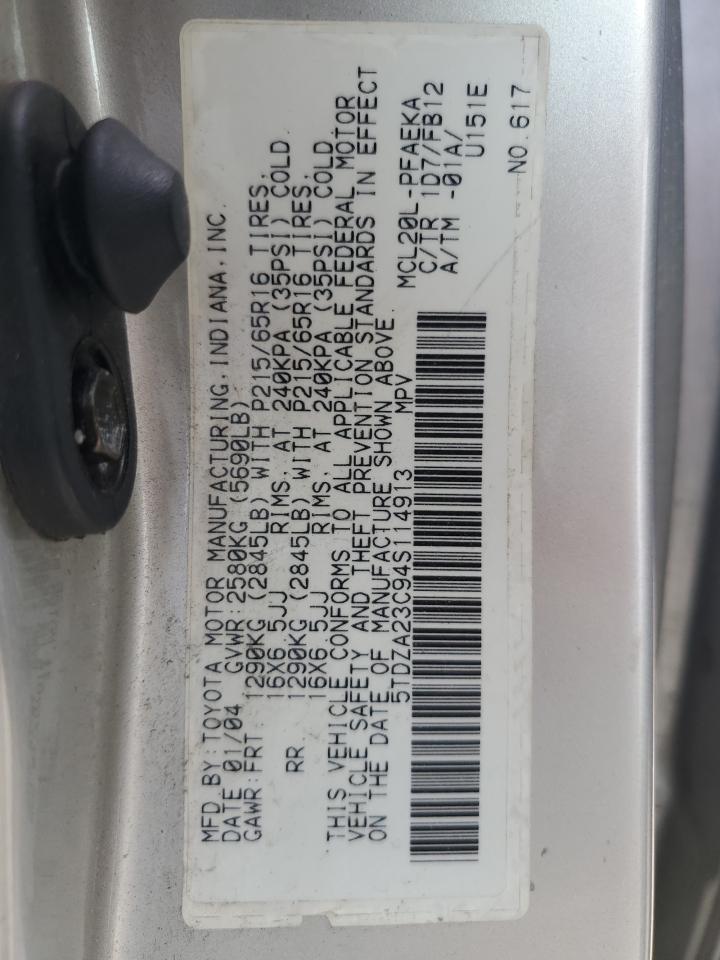 MFD BY:TOYOTA MOTOR MANUFACTURING,INDIANA,INC.
DATE 01/04 GVWR:2580KG (5690LB)
GAWR:FRT. 1290KG (2845LB) WITH P215/65R16 TIRES,
16X6.5JJ RIMS, AT 240KPA (35PSI) COLD.
RR 1290KG (2845LB) WITH P215/65R16 TIRES,
16X6.5JJ RIMS, AT 240KPA (35PSI) COLD.
THIS VEHICLE CONFORMS TO ALL APPLICABLE FEDERAL MOTOR
VEHICLE SAFETY AND THEFT PREVENTION STANDARDS IN EFFECT
ON THE DATE OF MANUFACTURE SHOWN ABOVE.
5TDZA23C94S114913 MPV
MCL20L-PFAEKA
C/TR 1D7/FB12
A/TM -01A/
U151E
NO.617